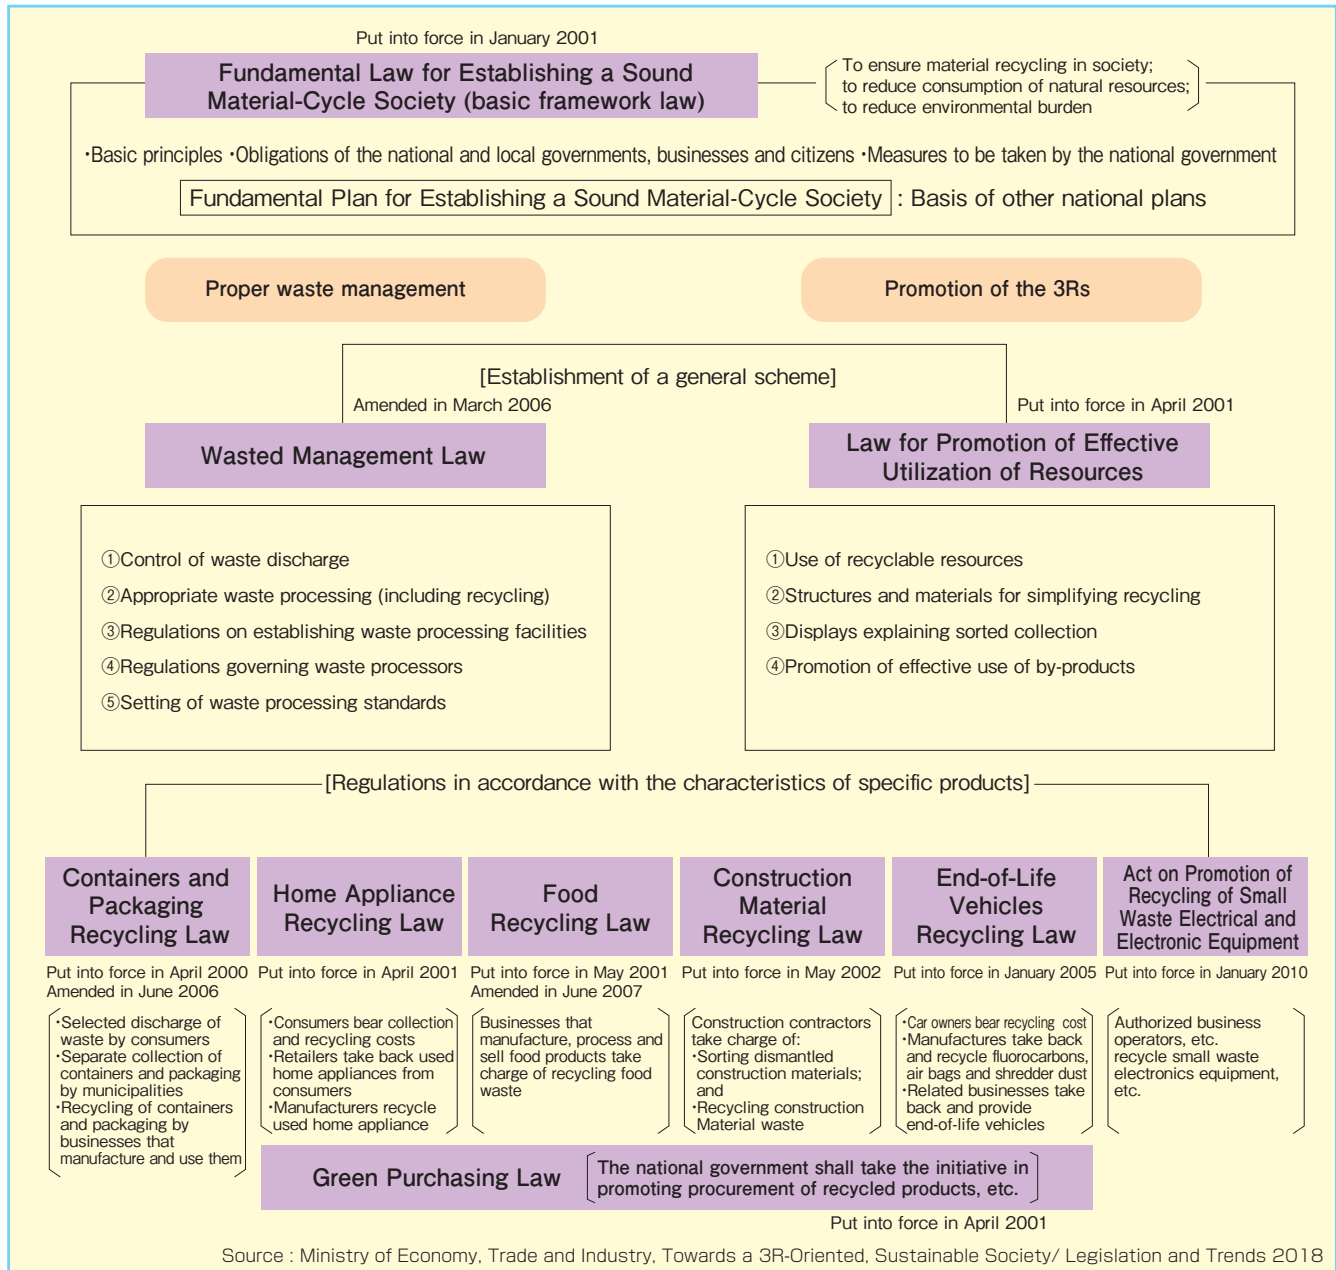 Put into force in January 2001
Fundamental Law for Establishing a Sound
Material-Cycle Society (basic framework law)
To ensure material recycling in society;
to reduce consumption of natural resources;
to reduce environmental burden
・Basic principles ・Obligations of the national and local governments, businesses and citizens ・Measures to be taken by the national government
Fundamental Plan for Establishing a Sound Material-Cycle Society : Basis of other national plans
Proper waste management
Promotion of the 3Rs
[Establishment of a general scheme]
Amended in March 2006
Wasted Management Law
①Control of waste discharge
②Appropriate waste processing (including recycling)
③Regulations on establishing waste processing facilities
④Regulations governing waste processors
⑤Setting of waste processing standards
Put into force in April 2001
Law for Promotion of Effective
Utilization of Resources
①Use of recyclable resources
②Structures and materials for simplifying recycling
③Displays explaining sorted collection
④Promotion of effective use of by-products
[Regulations in accordance with the characteristics of specific products]
Containers and
Packaging
Recycling Law
Put into force in April 2000
Amended in June 2006
・Selected discharge of
waste by consumers
・Separate collection of
containers and packaging
by municipalities
・Recycling of containers
and packaging by
businesses that
manufacture and use them
Home Appliance
Recycling Law
Put into force in April 2001
・Consumers bear collection
and recycling costs
・Retailers take back used
home appliances from
consumers
・Manufacturers recycle
used home appliance
Food
Recycling Law
Put into force in May 2001
Amended in June 2007
Businesses that
manufacture, process and
sell food products take
charge of recycling food
waste
Construction
Material
Recycling Law
Put into force in May 2002
Construction contractors
take charge of:
・Sorting dismantled
construction materials;
and
・Recycling construction
Material waste
End-of-Life
Vehicles
Recycling Law
Put into force in January 2005
・Car owners bear recycling cost
・Manufactures take back
and recycle fluorocarbons,
air bags and shredder dust
・Related businesses take
back and provide
end-of-life vehicles
Act on Promotion of
Recycling of Small
Waste Electrical and
Electronic Equipment
Put into force in January 2010
Authorized business
operators, etc.
recycle small waste
electronics equipment,
etc.
Green Purchasing Law
The national government shall take the initiative in
promoting procurement of recycled products, etc.
Put into force in April 2001
Source : Ministry of Economy, Trade and Industry, Towards a 3R-Oriented, Sustainable Society/ Legislation and Trends 2018